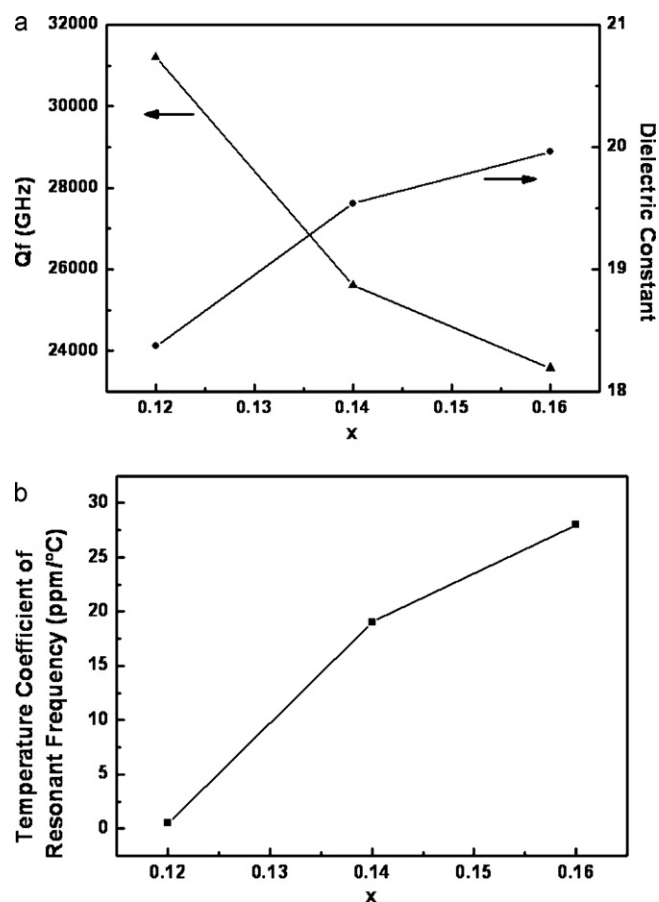 a
32000
30000
28000
26000
24000
Qf (GHz)
21
20
19
18
Dielectric Constant
0.12 0.13 0.14 0.15 0.16
x
b
30
25
20
15
10
5
0
Temperature Coefficient of
Resonant Frequency (ppm/ºC)
0.12 0.13 0.14 0.15 0.16
x